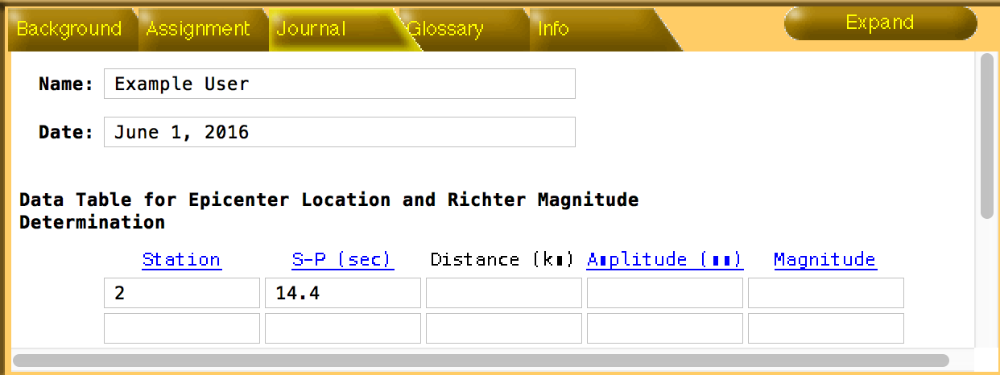 Background Assignment Journal Glossary Info Expand
Name: Example User
Date: June 1, 2016
Data Table for Epicenter Location and Richter Magnitude
Determination
Station S-P (sec) Distance (km) Amplitude (mm) Magnitude
2 14.4